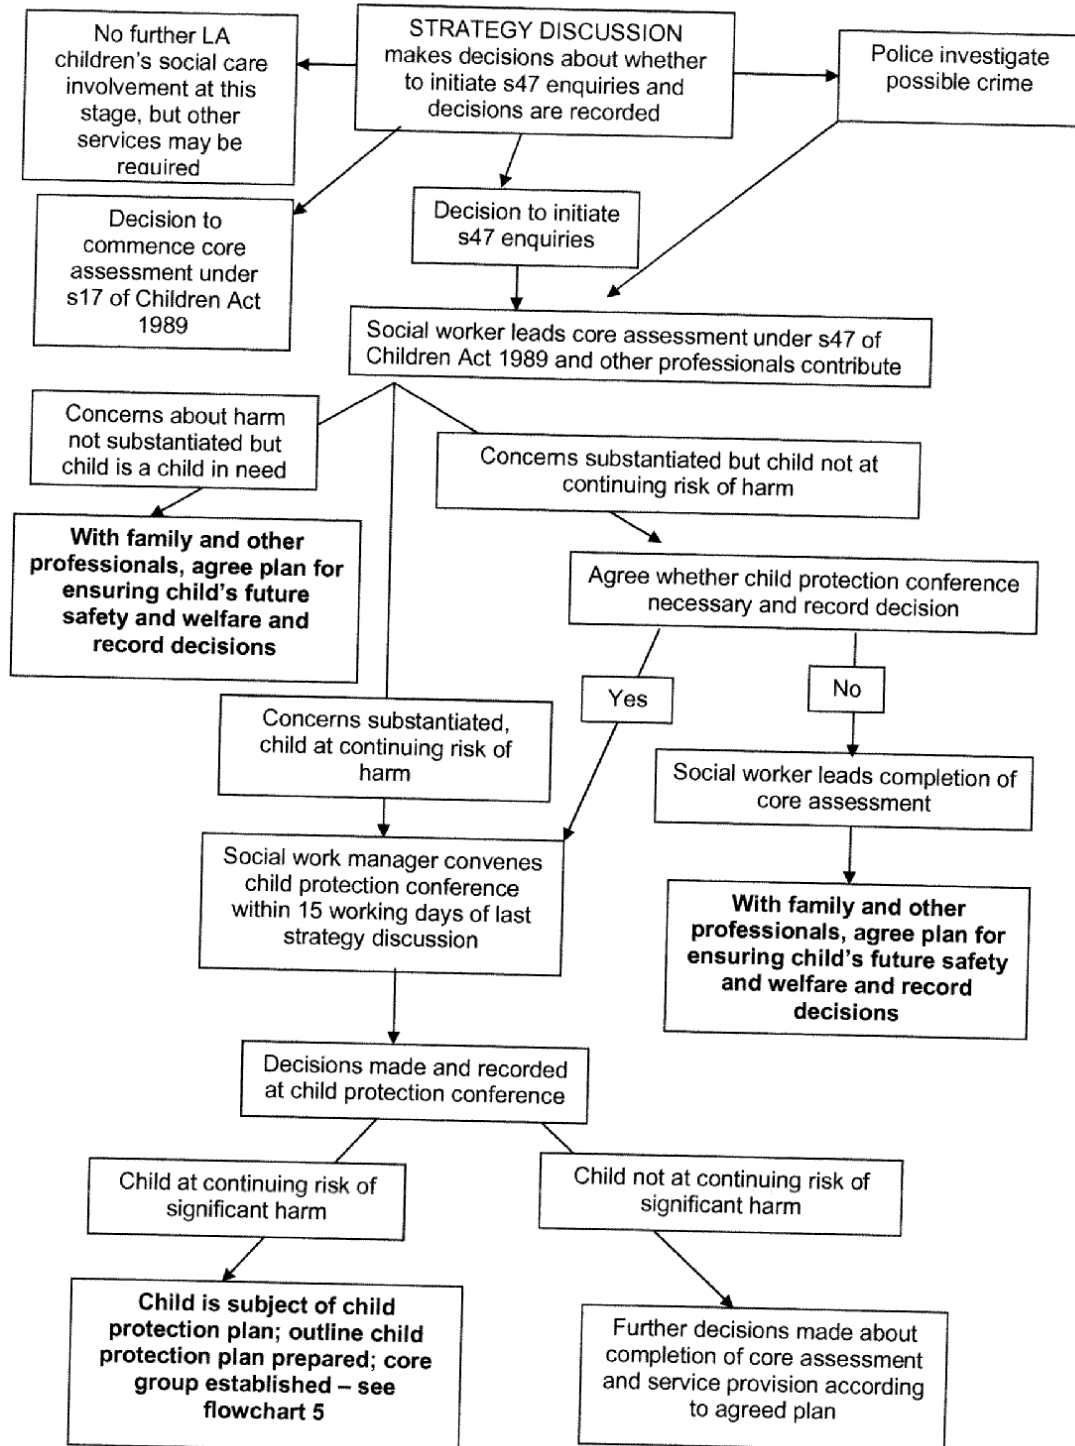 No further LA
children's social care
involvement at this
stage, but other
services may be
required
STRATEGY DISCUSSION
makes decisions about whether
to initiate s47 enquiries and
decisions are recorded
Police investigate
possible crime
Decision to
commence core
assessment under
s17 of Children Act
1989
Decision to initiate
s47 enquiries
Social worker leads core assessment under s47 of
Children Act 1989 and other professionals contribute
Concerns about harm
not substantiated but
child is a child in need
Concerns substantiated but child not at
continuing risk of harm
With family and other
professionals, agree plan for
ensuring child's future
safety and welfare and
record decisions
Agree whether child protection conference
necessary and record decision
Yes
No
Concerns substantiated,
child at continuing risk of
harm
Social worker leads completion of
core assessment
Social work manager convenes
child protection conference
within 15 working days of last
strategy discussion
With family and other
professionals, agree plan for
ensuring child's future safety
and welfare and record
decisions
Decisions made and recorded
at child protection conference
Child at continuing risk of
significant harm
Child not at continuing risk of
significant harm
Child is subject of child
protection plan; outline child
protection plan prepared; core
group established – see
flowchart 5
Further decisions made about
completion of core assessment
and service provision according
to agreed plan